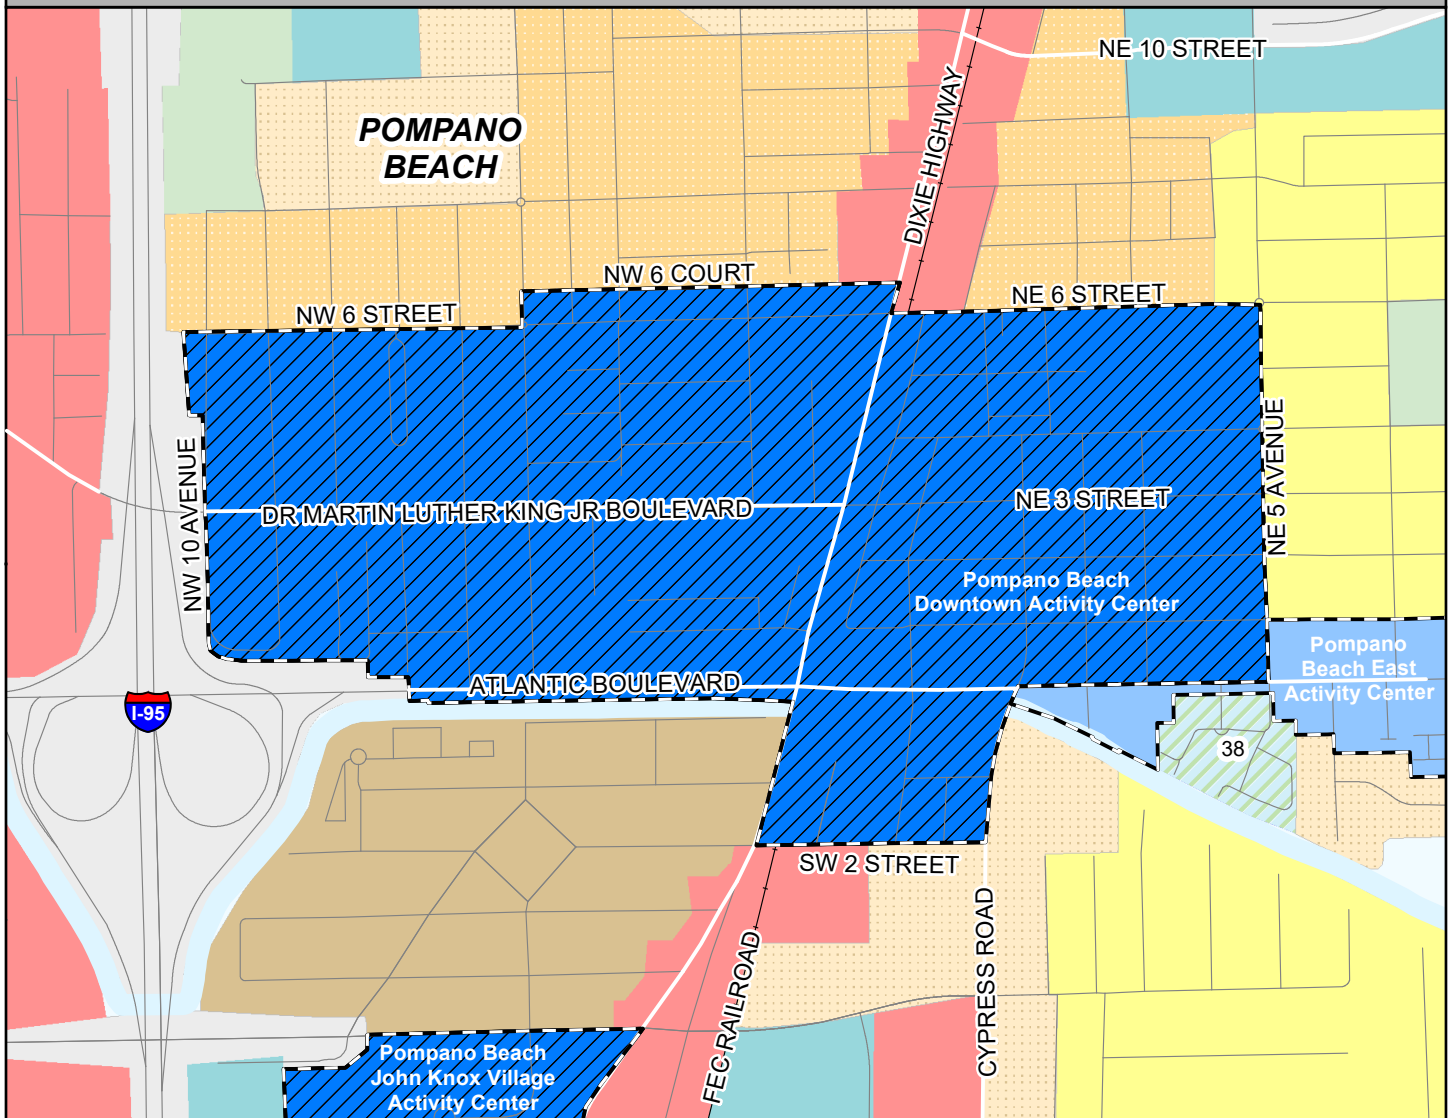 NE 10 STREET
DIXIE HIGHWAY
POMPANO
BEACH
NW 6 COURT
NE 6 STREET
NW 6 STREET
NW 10 AVENUE
NE 5 AVENUE
DR MARTIN LUTHER KING JR BOULEVARD
NE 3 STREET
Pompano Beach
Downtown Activity Center
Pompano
Beach East
Activity Center
ATLANTIC BOULEVARD
I-95
38
SW 2 STREET
CYPRESS ROAD
FEC RAILROAD
Pompano Beach
John Knox Village
Activity Center